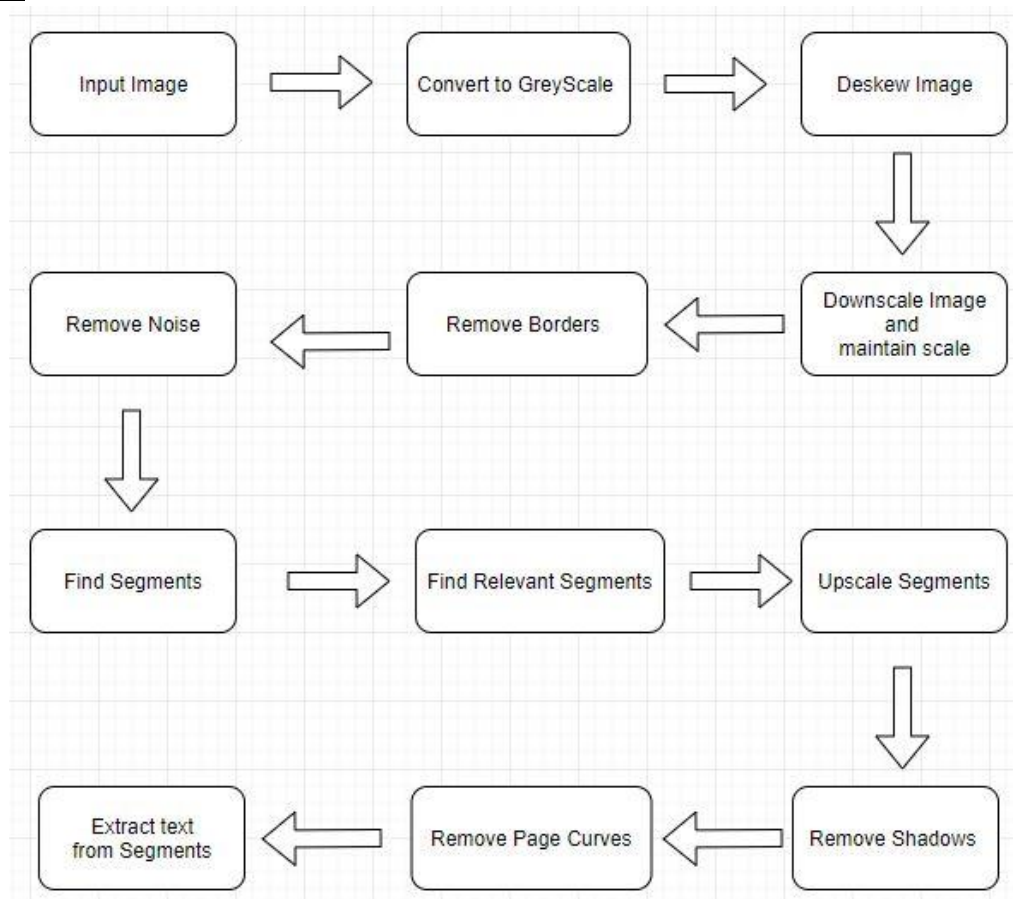 Input Image
Convert to GreyScale
Deskew Image
Downscale Image
and
maintain scale
Remove Borders
Remove Noise
Find Segments
Find Relevant Segments
Upscale Segments
Remove Shadows
Remove Page Curves
Extract text
from Segments